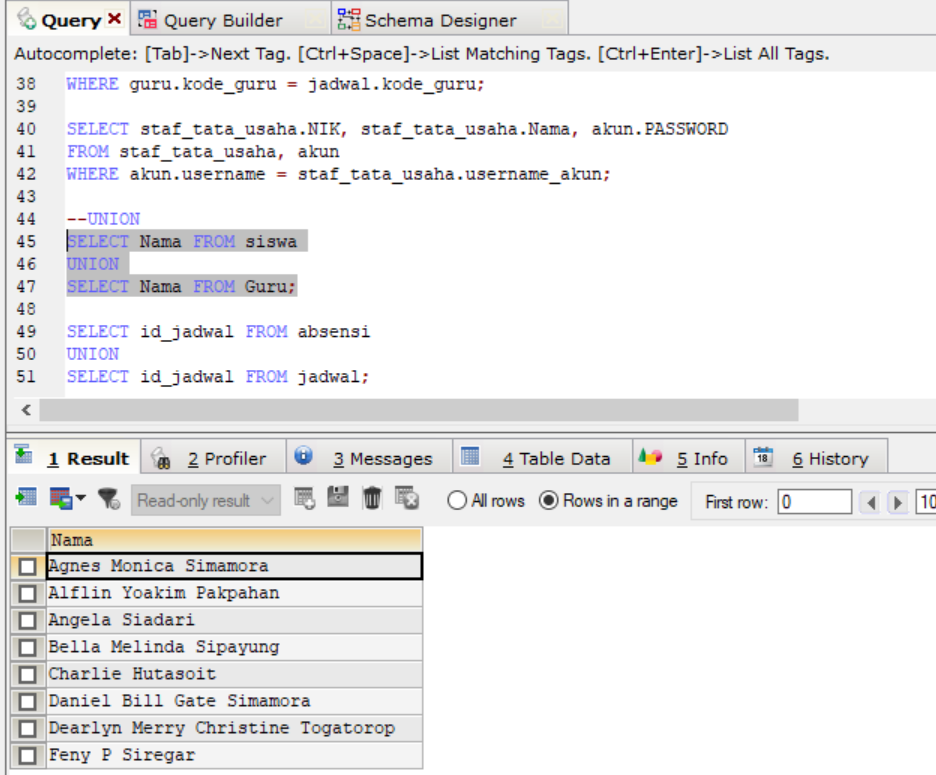 Query Query Builder Schema Designer
Autocomplete: [Tab]->Next Tag. [Ctrl+Space]->List Matching Tags. [Ctrl+Enter]->List All Tags.
38 WHERE guru.kode_guru = jadwal.kode_guru;
39
40 SELECT staf_tata_usaha.NIK, staf_tata_usaha.Nama, akun.PASSWORD
41 FROM staf_tata_usaha, akun
42 WHERE akun.username = staf_tata_usaha.username_akun;
43
44 --UNION
45 SELECT Nama FROM siswa
46 UNION
47 SELECT Nama FROM Guru;
48
49 SELECT id_jadwal FROM absensi
50 UNION
51 SELECT id_jadwal FROM jadwal;
1 Result 2 Profiler 3 Messages 4 Table Data 5 Info 18 6 History
Read-only result All rows Rows in a range First row: 0 10
Nama
Agnes Monica Simamora
Alflin Yoakim Pakpahan
Angela Siadari
Bella Melinda Sipayung
Charlie Hutasoit
Daniel Bill Gate Simamora
Dearlyn Merry Christine Togatorop
Feny P Siregar